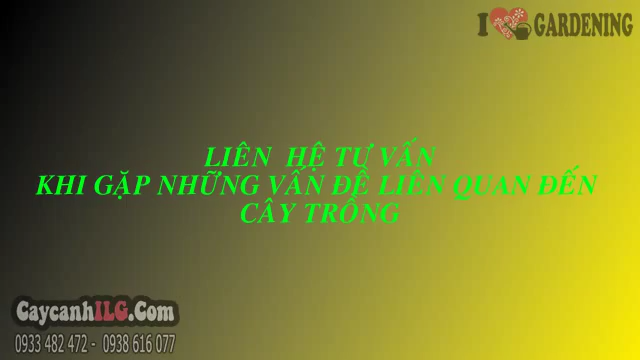 I GARDENING
LIÊN HỆ TƯ VẤN
KHI GẶP NHỮNG VẤN ĐỀ LIÊN QUAN ĐẾN
CÂY TRỒNG
CaycanhILG.Com
0933 482 472 - 0938 616 077